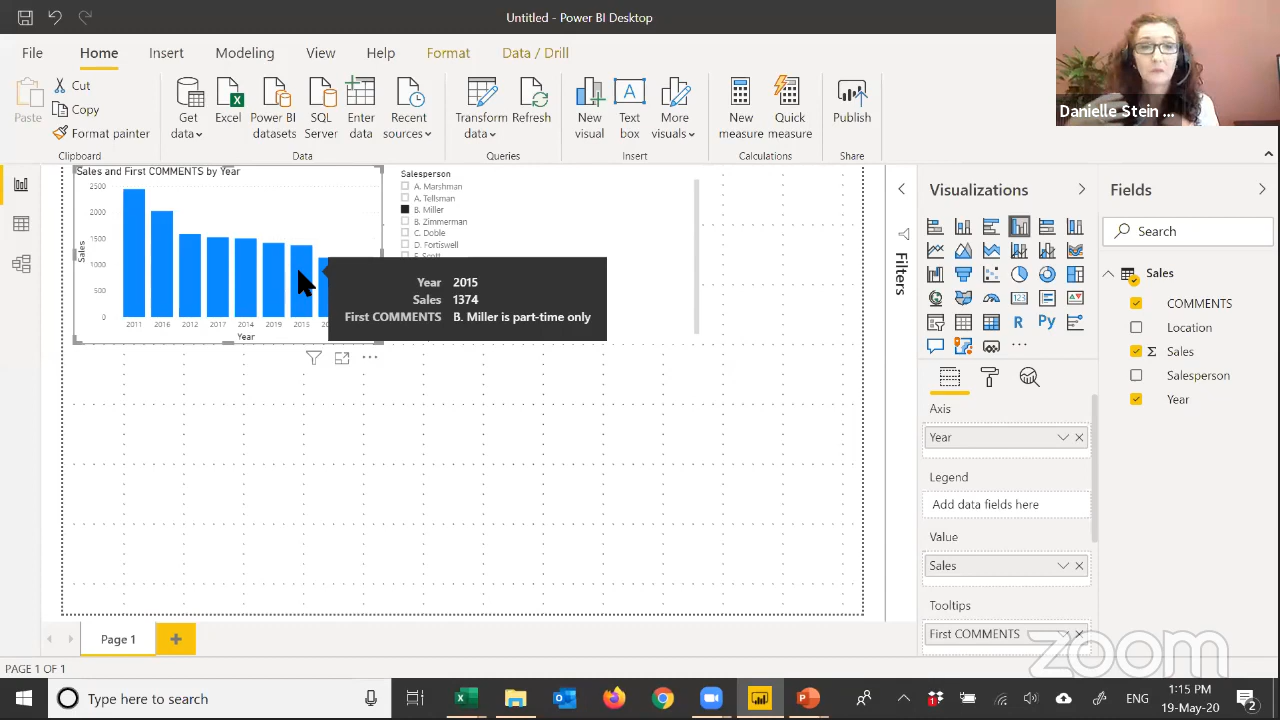 Untitled - Power BI Desktop
Danielle Stein ...
File Home Insert Modeling View Help Format Data / Drill
Paste
Cut
Copy
Format painter
Clipboard
Get data
Excel
Power BI datasets
SQL Server
Enter data
Recent sources
Data
Transform data
Refresh
Queries
New visual
Text box
More visuals
Insert
New measure
Quick measure
Calculations
Publish
Share
Sales and First COMMENTS by Year
Sales
2500
2000
1500
1000
500
0
2011 2016 2012 2017 2014 2019 2015
Year
Salesperson
A. Marshman
A. Tellsman
B. Miller
B. Zimmerman
C. Doble
D. Fortiswell
Year 2015
Sales 1374
First COMMENTS B. Miller is part-time only
Filters
Visualizations
R Py
Axis
Year
Legend
Add data fields here
Value
Sales
Tooltips
First COMMENTS
Fields
Search
Sales
COMMENTS
Location
Σ Sales
Salesperson
Year
zoom
Page 1
PAGE 1 OF 1
Type here to search
ENG
1:15 PM
19-May-20
2